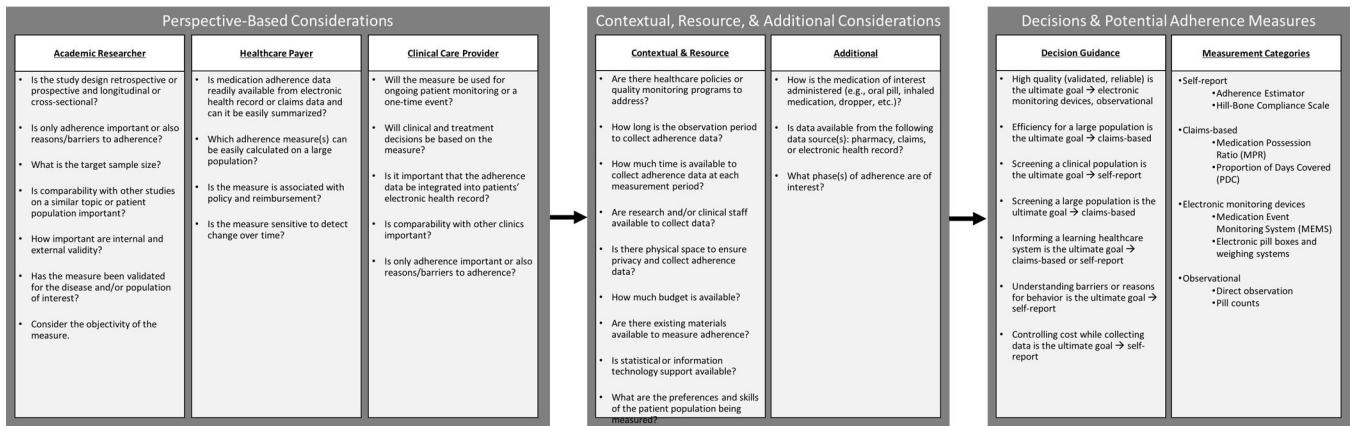 Perspective-Based Considerations
Academic Researcher
• Is the study design retrospective or
prospective and longitudinal or
cross-sectional?
• Is only adherence important or also
reasons/barriers to adherence?
• What is the target sample size?
• Is comparability with other studies
on a similar topic or patient
population important?
• How important are internal and
external validity?
• Has the measure been validated
for the disease and/or population
of interest?
• Consider the objectivity of the
measure.
Healthcare Payer
• Is medication adherence data
readily available from electronic
health record or claims data and
can it be easily summarized?
• Which adherence measure(s) can
be easily calculated on a large
population?
• Is the measure is associated with
policy and reimbursement?
• Is the measure sensitive to detect
change over time?
Clinical Care Provider
• Will the measure be used for
ongoing patient monitoring or a
one-time event?
• Will clinical and treatment
decisions be based on the
measure?
• Is it important that the adherence
data be integrated into patients'
electronic health record?
• Is comparability with other clinics
important?
• Is only adherence important or also
reasons/barriers to adherence?
Contextual, Resource, & Additional Considerations
Contextual & Resource
• Are there healthcare policies or
quality monitoring programs to
address?
• How long is the observation period
to collect adherence data?
• How much time is available to
collect adherence data at each
measurement period?
• Are research and/or clinical staff
available to collect data?
• Is there physical space to ensure
privacy and collect adherence
data?
• How much budget is available?
• Are there existing materials
available to measure adherence?
• Is statistical or information
technology support available?
• What are the preferences and skills
of the patient population being
measured?
Additional
• How is the medication of interest
administered (e.g., oral pill, inhaled
medication, dropper, etc.)?
• Is data available from the following
data source(s): pharmacy, claims,
or electronic health record?
• What phase(s) of adherence are of
interest?
Decisions & Potential Adherence Measures
Decision Guidance
• High quality (validated, reliable) is
the ultimate goal → electronic
monitoring devices, observational
• Efficiency for a large population is
the ultimate goal → claims-based
• Screening a clinical population is
the ultimate goal → self-report
• Screening a large population is the
ultimate goal → claims-based
• Informing a learning healthcare
system is the ultimate goal →
claims-based or self-report
• Understanding barriers or reasons
for behavior is the ultimate goal →
self-report
• Controlling cost while collecting
data is the ultimate goal → self-
report
Measurement Categories
•Self-report
•Adherence Estimator
•Hill-Bone Compliance Scale
•Claims-based
•Medication Possession
Ratio (MPR)
•Proportion of Days Covered
(PDC)
•Electronic monitoring devices
•Medication Event
Monitoring System (MEMS)
•Electronic pill boxes and
weighing systems
•Observational
•Direct observation
•Pill counts